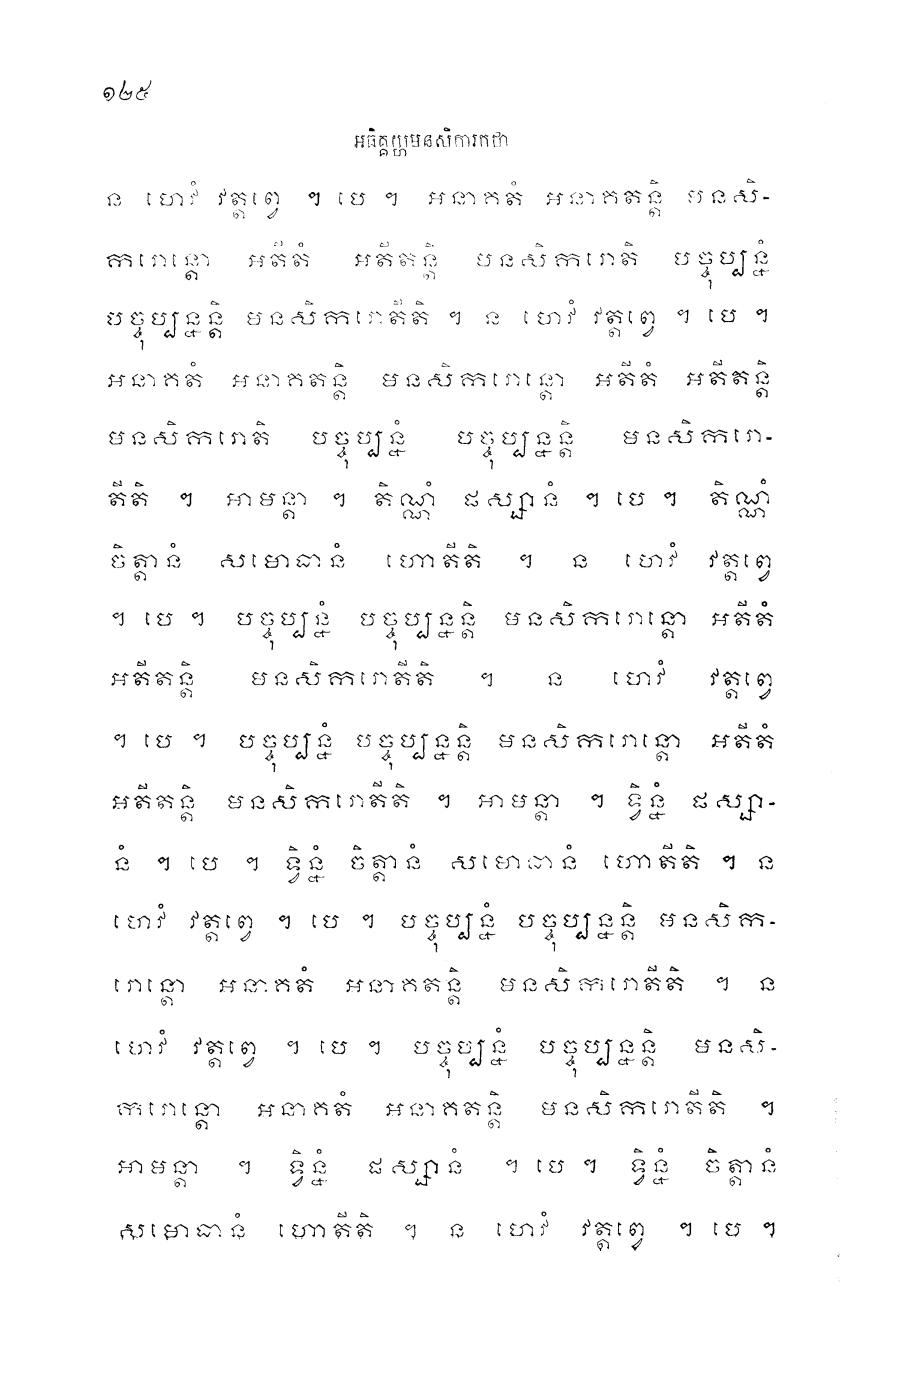 ១២៥
អធិគ្គយ្ហមនសិការកថា
ន ហេវំ វត្តព្វេ ។ បេ ។ អនាគតំ អនាគតន្តិ មនសិ-
ករោន្តោ អតីតំ អតីតន្តិ មនសិករោតិ បច្ចុប្បន្នំ
បច្ចុប្បន្នន្តិ មនសិករោតីតិ ។ ន ហេវំ វត្តព្វេ ។ បេ ។
អនាគតំ អនាគតន្តិ មនសិករោន្តោ អតីតំ អតីតន្តិ
មនសិករោតិ បច្ចុប្បន្នំ បច្ចុប្បន្នន្តិ មនសិករោ-
តីតិ ។ អាមន្តា ។ តិណ្ណំ ផស្សានំ ។ បេ ។ តិណ្ណំ
ចិត្តានំ សមោធានំ ហោតីតិ ។ ន ហេវំ វត្តព្វេ
។ បេ ។ បច្ចុប្បន្នំ បច្ចុប្បន្នន្តិ មនសិករោន្តោ អតីតំ
អតីតន្តិ មនសិករោតីតិ ។ ន ហេវំ វត្តព្វេ
។ បេ ។ បច្ចុប្បន្នំ បច្ចុប្បន្នន្តិ មនសិករោន្តោ អតីតំ
អតីតន្តិ មនសិករោតីតិ ។ អាមន្តា ។ ទ្វិន្នំ ផស្សា-
នំ ។ បេ ។ ទ្វិន្នំ ចិត្តានំ សមោធានំ ហោតីតិ ។ ន
ហេវំ វត្តព្វេ ។ បេ ។ បច្ចុប្បន្នំ បច្ចុប្បន្នន្តិ មនសិក-
រោន្តោ អនាគតំ អនាគតន្តិ មនសិករោតីតិ ។ ន
ហេវំ វត្តព្វេ ។ បេ ។ បច្ចុប្បន្នំ បច្ចុប្បន្នន្តិ មនសិ-
ករោន្តោ អនាគតំ អនាគតន្តិ មនសិករោតីតិ ។
អាមន្តា ។ ទ្វិន្នំ ផស្សានំ ។ បេ ។ ទ្វិន្នំ ចិត្តានំ
សមោធានំ ហោតីតិ ។ ន ហេវំ វត្តព្វេ ។ បេ ។